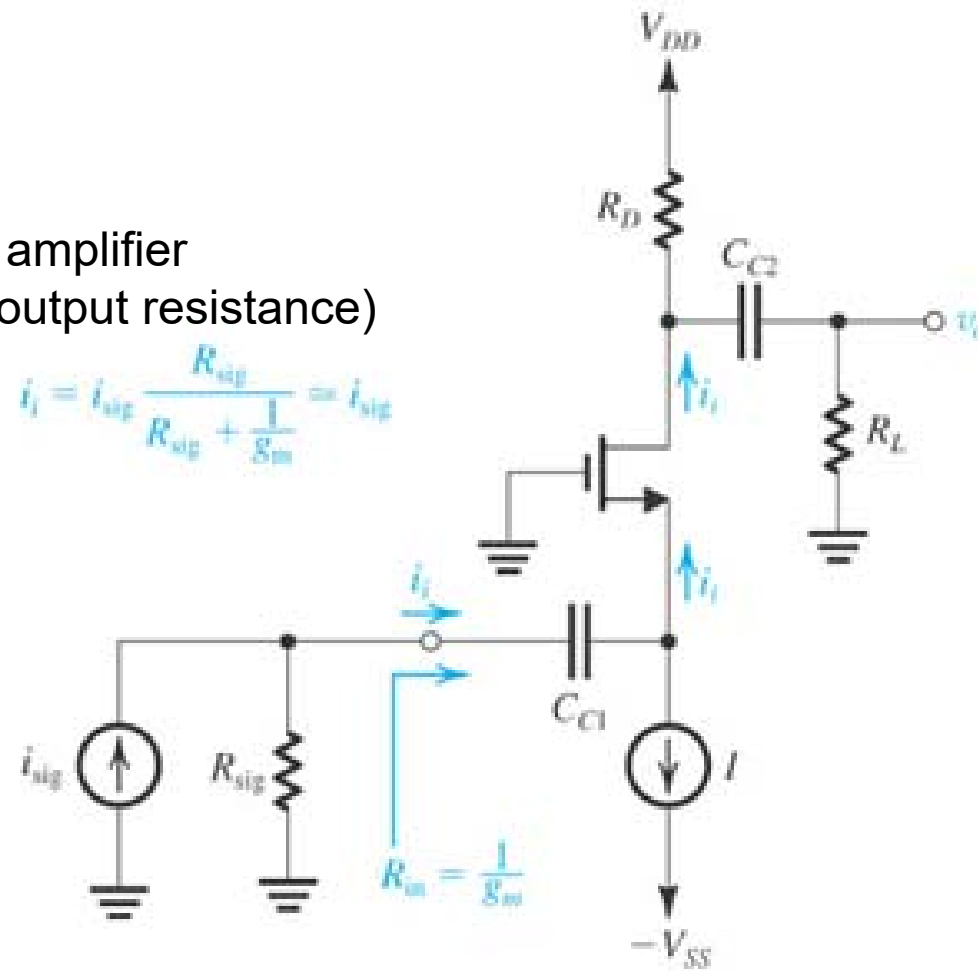 V_DD
R_D
amplifier
C_C2
output resistance)
i_i = i_sig R_sig / (R_sig + 1/g_m) ≃ i_sig
i_i
R_L
i_i
i_i
C_C1
i_sig
R_sig
I
R_in = 1/g_m
-V_SS